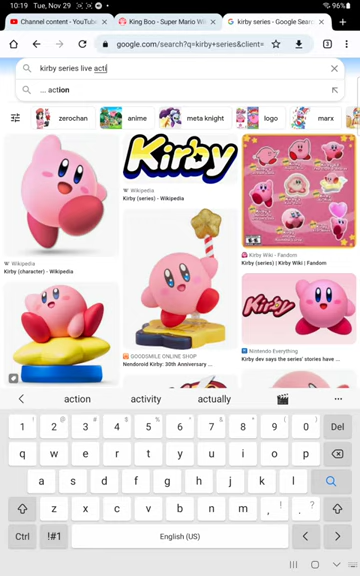 10:19 Tue, Nov 29
96%
Channel content - YouTube
King Boo - Super Mario Wi
kirby series - Google Sear
google.com/search?q=kirby+series&client=
kirby series live acti
... action
zerochan
anime
meta knight
logo
marx
Kirby
Wikipedia
Kirby (series) - Wikipedia
Wikipedia
Kirby (character) - Wikipedia
Kirby Wiki - Fandom
Kirby (series) | Kirby Wiki | Fandom
GOODSMILE ONLINE SHOP
Nendoroid Kirby: 30th Anniversary ...
Kirby
Nintendo Everything
Kirby dev says the series' stories have ...
action activity actually
1 2 3 4 5 6 7 8 9 0 Del
q w e r t y u i o p
a s d f g h j k l
z x c v b n m , ! . ?
Ctrl !#1 English (US) < >